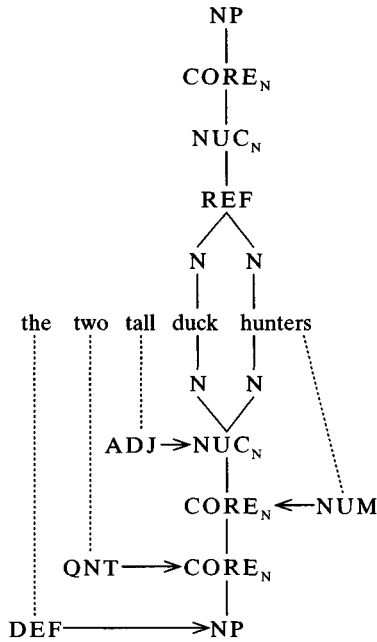 NP
CORE_N
NUC_N
REF
N N
the two tall duck hunters
N N
ADJ → NUC_N
CORE_N ← NUM
QNT → CORE_N
DEF → NP